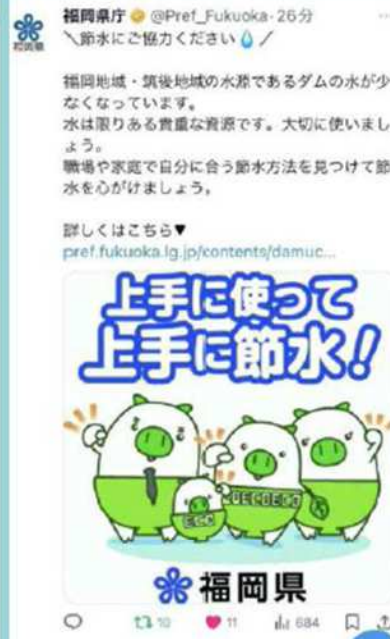 福岡県庁 @Pref_Fukuoka・26分
＼節水にご協力ください💧／
福岡地域・筑後地域の水源であるダムの水が少
なくなっています。
水は限りある貴重な資源です。大切に使いまし
ょう。
職場や家庭で自分に合う節水方法を見つけて節
水を心がけましょう。
詳しくはこちら▼
pref.fukuoka.lg.jp/contents/damuc...
上手に使って
上手に節水!
福岡県
10 11 684